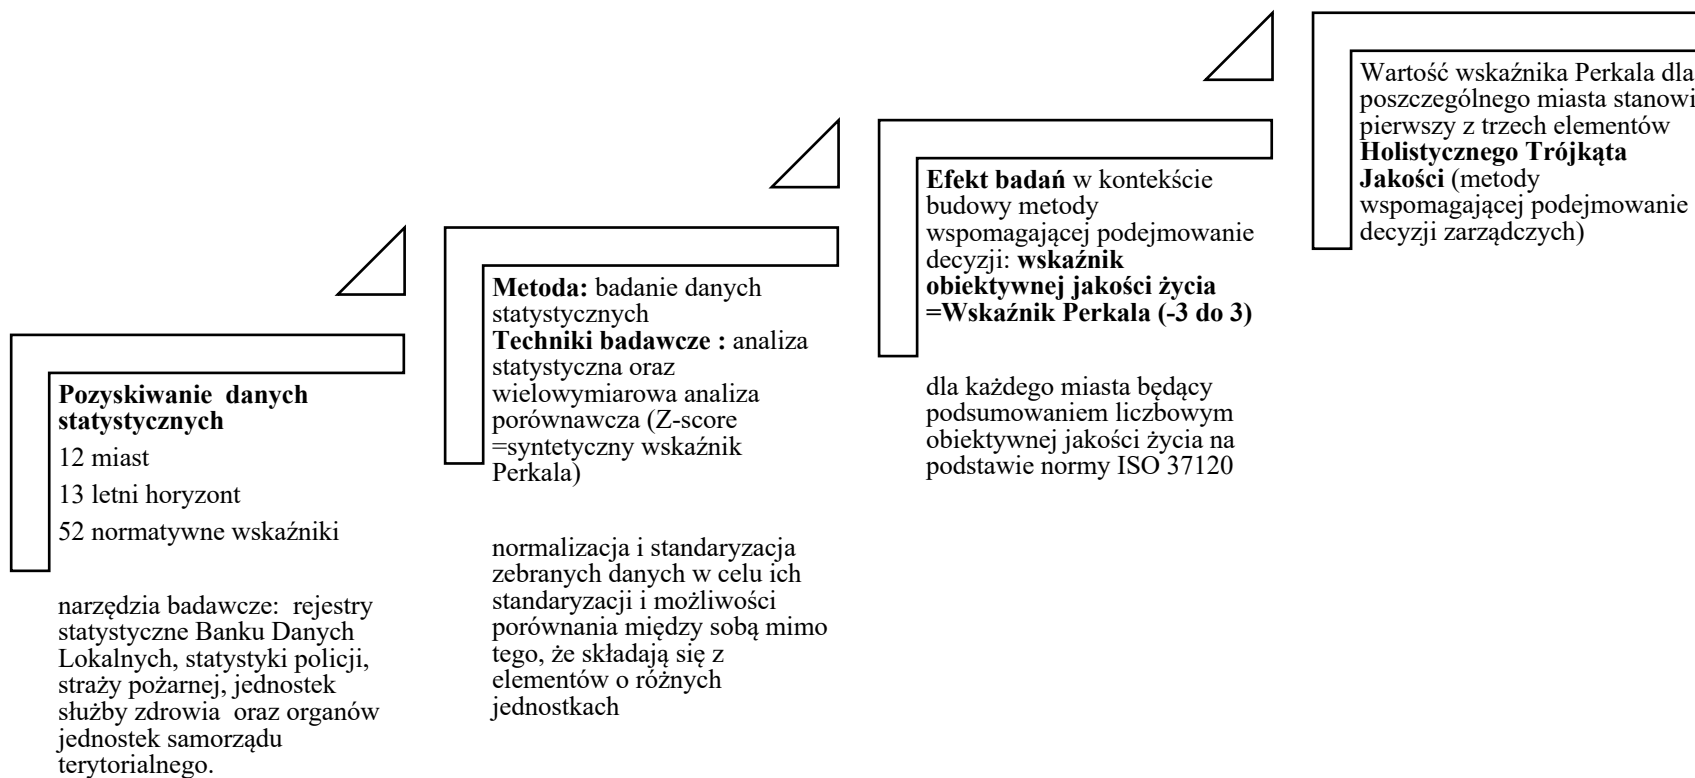 Pozyskiwanie danych
statystycznych
12 miast
13 letni horyzont
52 normatywne wskaźniki
narzędzia badawcze: rejestry
statystyczne Banku Danych
Lokalnych, statystyki policji,
straży pożarnej, jednostek
służby zdrowia oraz organów
jednostek samorządu
terytorialnego.
Metoda: badanie danych
statystycznych
Techniki badawcze : analiza
statystyczna oraz
wielowymiarowa analiza
porównawcza (Z-score
=syntetyczny wskaźnik
Perkala)
normalizacja i standaryzacja
zebranych danych w celu ich
standaryzacji i możliwości
porównania między sobą mimo
tego, że składają się z
elementów o różnych
jednostkach
Efekt badań w kontekście
budowy metody
wspomagającej podejmowanie
decyzji: wskaźnik
obiektywnej jakości życia
=Wskaźnik Perkala (-3 do 3)
dla każdego miasta będący
podsumowaniem liczbowym
obiektywnej jakości życia na
podstawie normy ISO 37120
Wartość wskaźnika Perkala dla
poszczególnego miasta stanowi
pierwszy z trzech elementów
Holistycznego Trójkąta
Jakości (metody
wspomagającej podejmowanie
decyzji zarządczych)